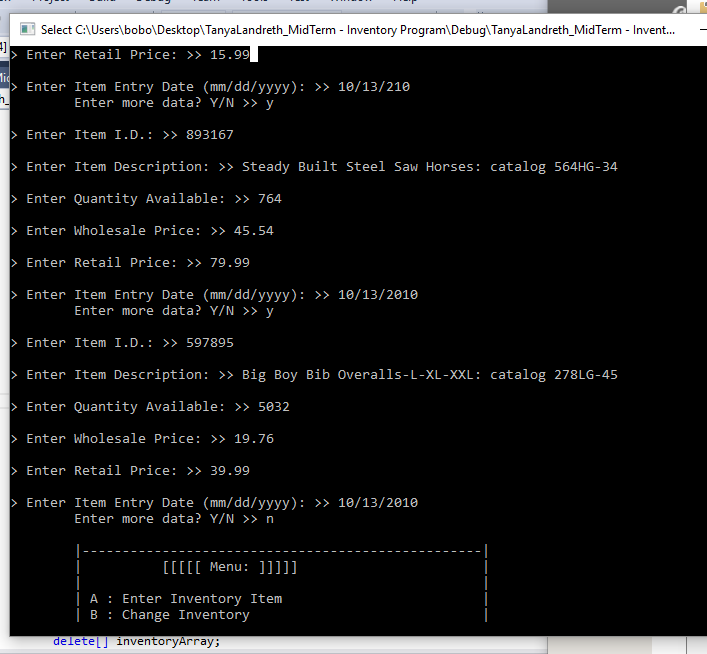 Select C:\Users\bobo\Desktop\TanyaLandreth_MidTerm - Inventory Program\Debug\TanyaLandreth_MidTerm - Invent...
> Enter Retail Price: >> 15.99
> Enter Item Entry Date (mm/dd/yyyy): >> 10/13/210
Enter more data? Y/N >> y
> Enter Item I.D.: >> 893167
> Enter Item Description: >> Steady Built Steel Saw Horses: catalog 564HG-34
> Enter Quantity Available: >> 764
> Enter Wholesale Price: >> 45.54
> Enter Retail Price: >> 79.99
> Enter Item Entry Date (mm/dd/yyyy): >> 10/13/2010
Enter more data? Y/N >> y
> Enter Item I.D.: >> 597895
> Enter Item Description: >> Big Boy Bib Overalls-L-XL-XXL: catalog 278LG-45
> Enter Quantity Available: >> 5032
> Enter Wholesale Price: >> 19.76
> Enter Retail Price: >> 39.99
> Enter Item Entry Date (mm/dd/yyyy): >> 10/13/2010
Enter more data? Y/N >> n
|--------------------------------------------------|
| [[[[[ Menu: ]]]]] |
| |
| A : Enter Inventory Item |
| B : Change Inventory |
delete[] inventoryArray;